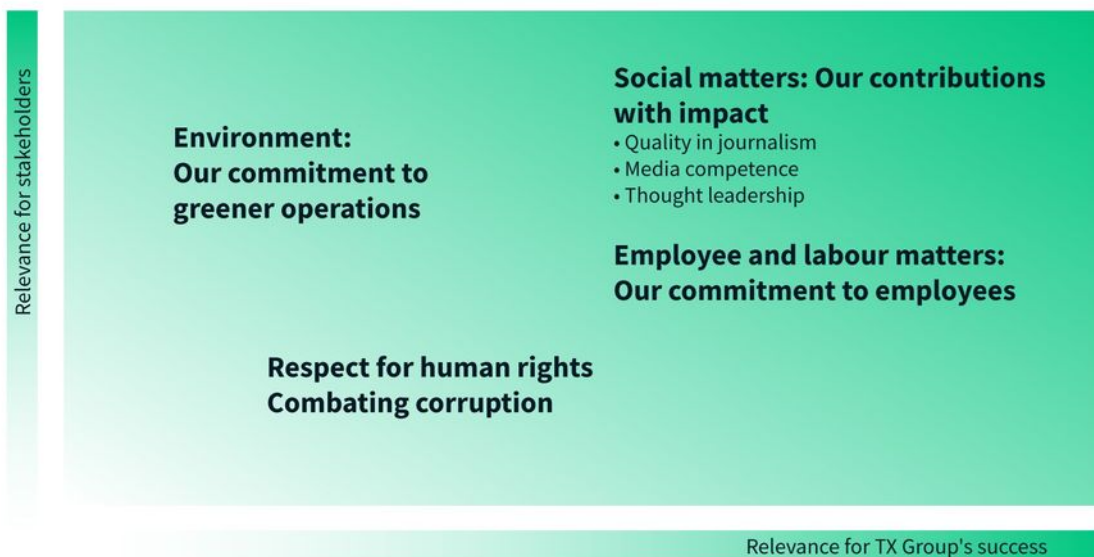 Relevance for stakeholders
Environment:
Our commitment to
greener operations
Social matters: Our contributions
with impact
• Quality in journalism
• Media competence
• Thought leadership
Employee and labour matters:
Our commitment to employees
Respect for human rights
Combating corruption
Relevance for TX Group's success